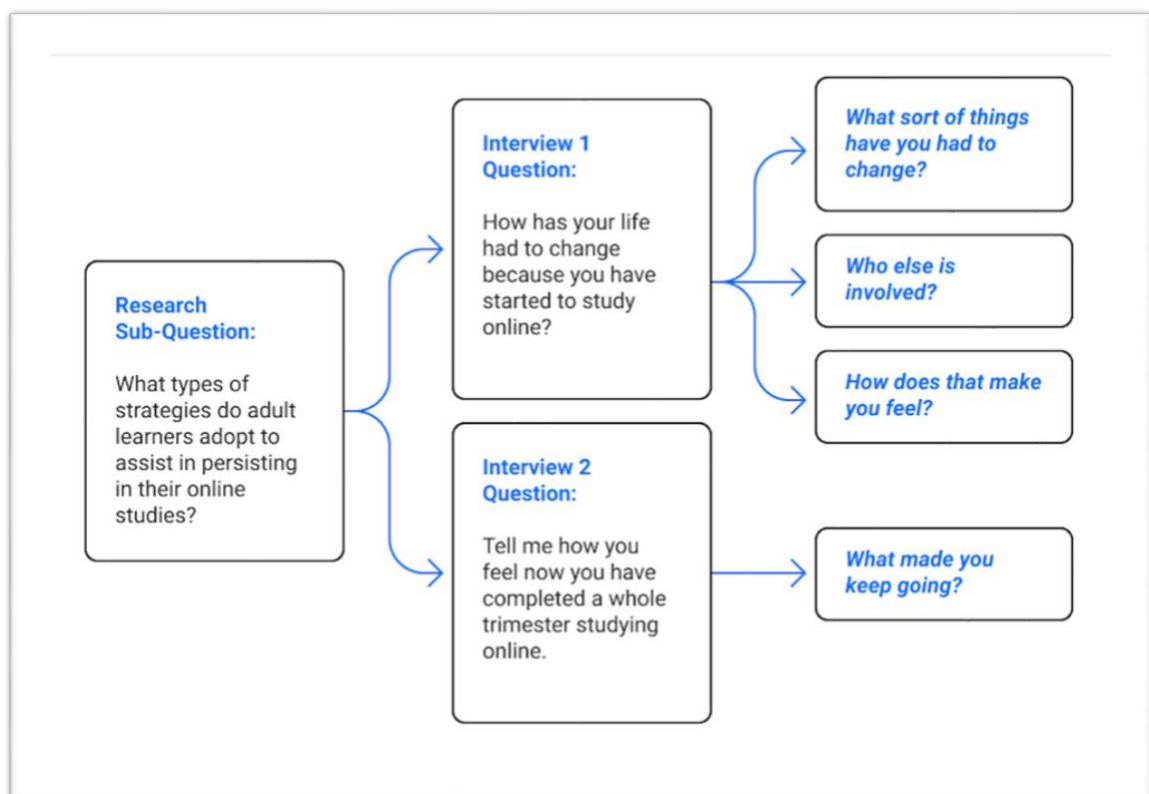 Research
Sub-Question:
What types of
strategies do adult
learners adopt to
assist in persisting
in their online
studies?
Interview 1
Question:
How has your life
had to change
because you have
started to study
online?
What sort of things
have you had to
change?
Who else is
involved?
How does that make
you feel?
Interview 2
Question:
Tell me how you
feel now you have
completed a whole
trimester studying
online.
What made you
keep going?